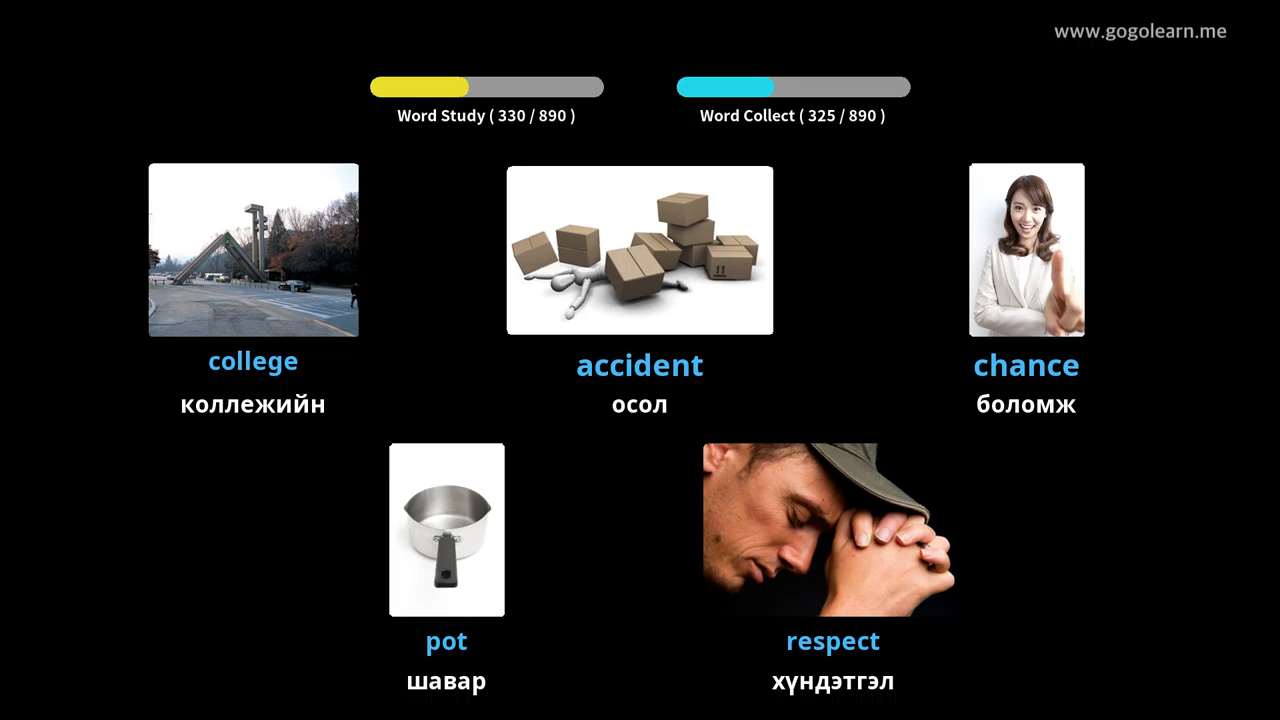 www.gogolearn.me
Word Study ( 330 / 890 )
Word Collect ( 325 / 890 )
college
accident
chance
коллежийн
осол
боломж
pot
respect
шавар
хүндэтгэл